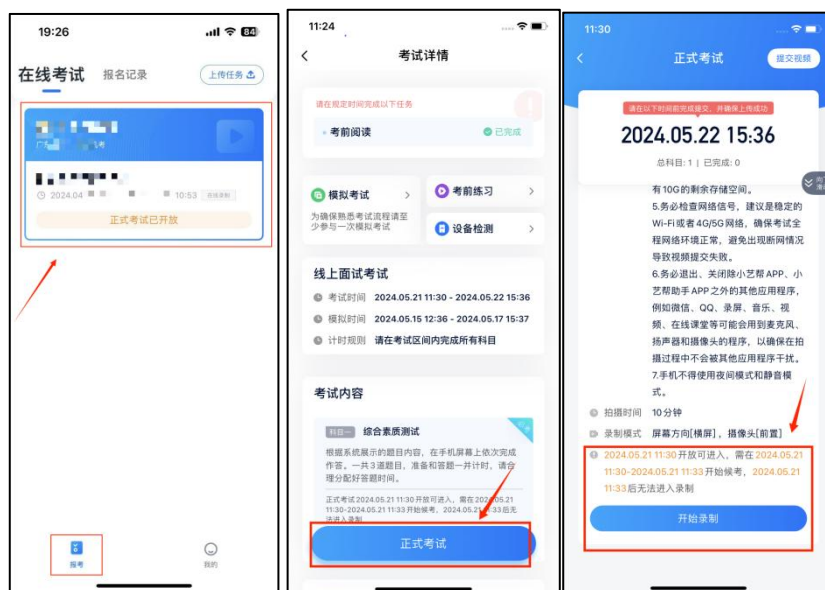 19:26
64
在线考试
报名记录
上传任务
考
2024.04
10:53
在线录制
正式考试已开放
报考
我的
11:24
考试详情
请在规定时间完成以下任务
考前阅读
已完成
模拟考试
为确保熟悉考试流程请至
少参与一次模拟考试
考前练习
设备检测
线上面试考试
考试时间 2024.05.21 11:30 - 2024.05.22 15:36
模拟时间 2024.05.15 12:36 - 2024.05.17 15:37
计时规则 请在考试区间内完成所有科目
考试内容
科目一 综合素质测试
根据系统展示的题目内容，在手机屏幕上依次完成
作答。一共3道题目，准备和答题一并计时，请合
理分配好答题时间。
正式考试2024.05.21 11:30开放可进入，需在2024.05.21
11:30-2024.05.21 11:33开始候考，2024.05.21 11:33后无
法进入录制
正式考试
11:30
正式考试
提交视频
请在以下时间前完成提交，并确保上传成功
2024.05.22 15:36
总科目: 1 | 已完成: 0
有10G的剩余存储空间。
5.务必检查网络信号，建议是稳定的
Wi-Fi或者4G/5G网络，确保考试全
程网络环境正常，避免出现断网情况
导致视频提交失败。
6.务必退出、关闭除小艺帮APP、小
艺帮助手APP之外的其他应用程序，
例如微信、QQ、录屏、音乐、视
频、在线课堂等可能会用到麦克风、
扬声器和摄像头的程序，以确保在拍
摄过程中不会被其他应用程序干扰。
7.手机不得使用夜间模式和静音模
式。
拍摄时间 10分钟
录制模式 屏幕方向[横屏]，摄像头[前置]
2024.05.21 11:30开放可进入，需在2024.05.21
11:30-2024.05.21 11:33开始候考，2024.05.21
11:33后无法进入录制
开始录制